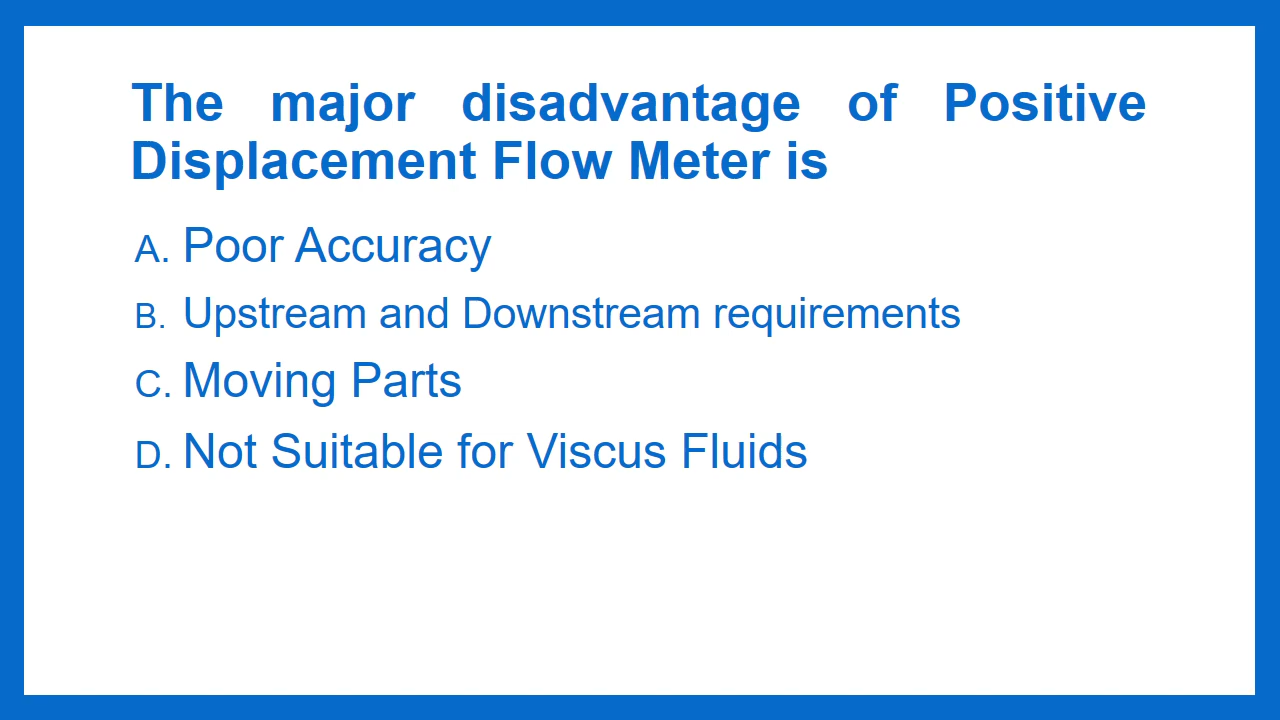 The major disadvantage of Positive
Displacement Flow Meter is
A. Poor Accuracy
B. Upstream and Downstream requirements
C. Moving Parts
D. Not Suitable for Viscus Fluids